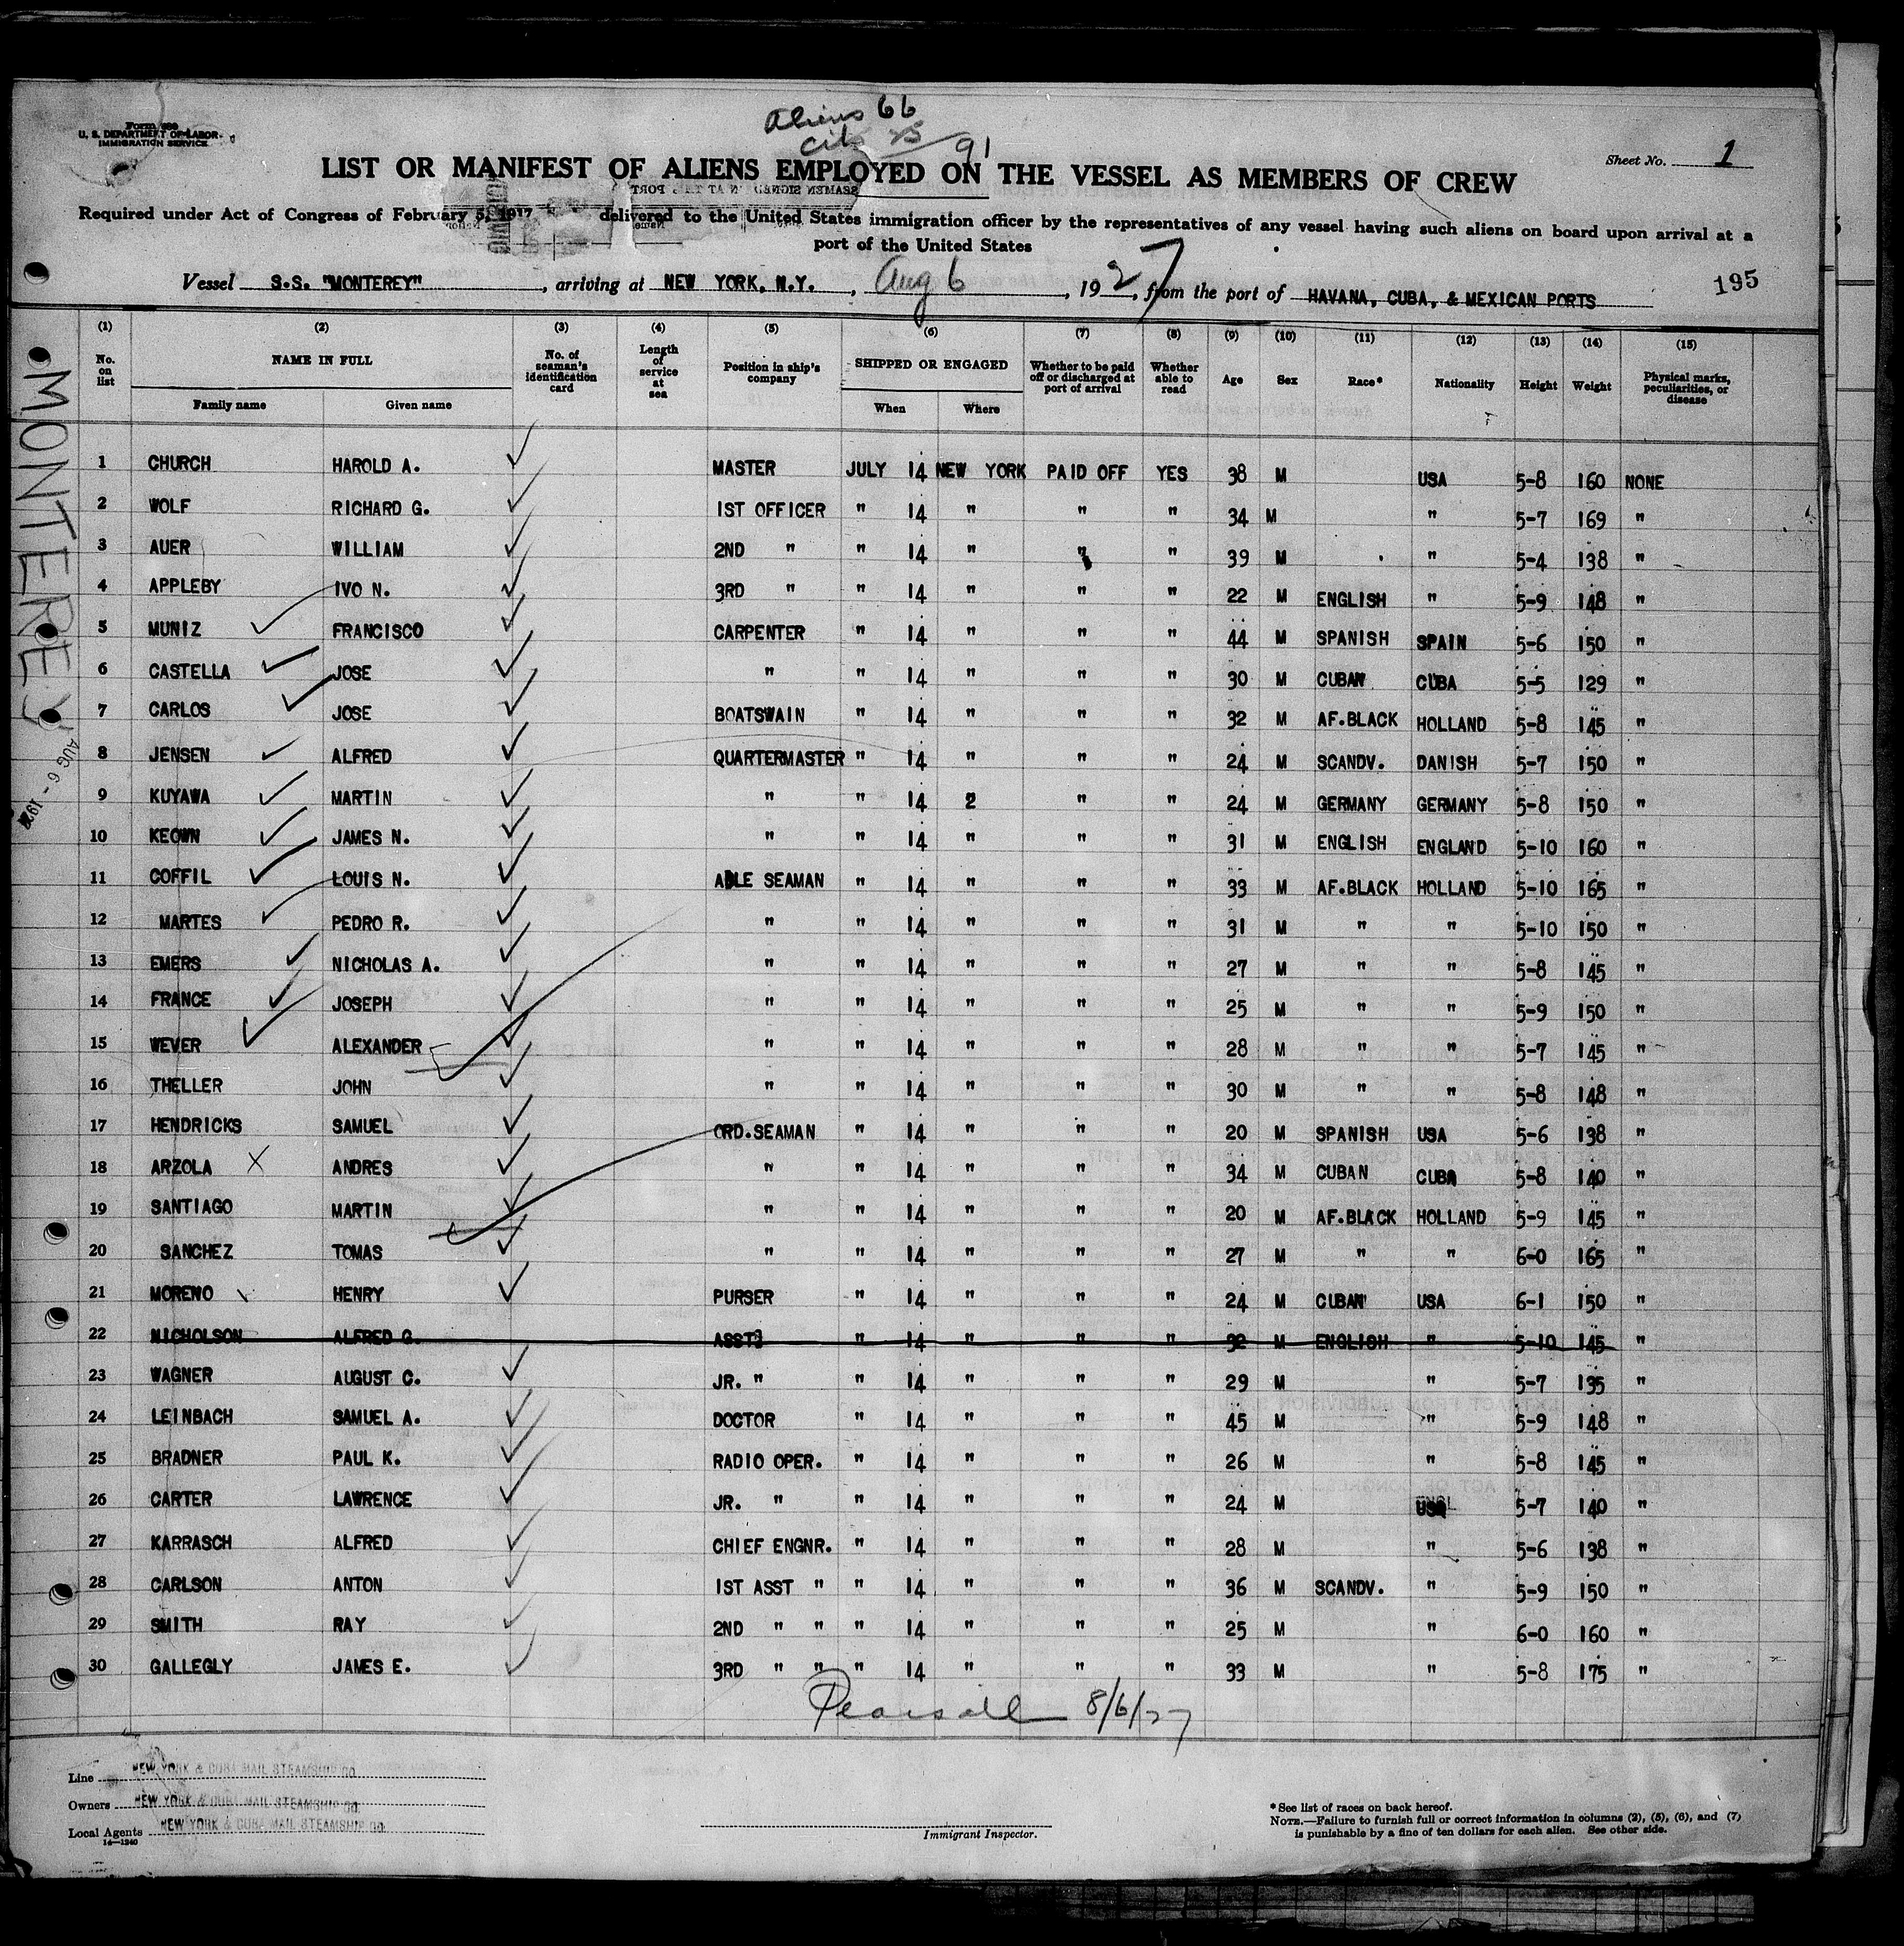 Aliens 66
Cit 25
91
Form 689
U. S. DEPARTMENT OF LABOR
IMMIGRATION SERVICE
Sheet No. 1
LIST OR MANIFEST OF ALIENS EMPLOYED ON THE VESSEL AS MEMBERS OF CREW
Required under Act of Congress of February 5, 1917 delivered to the United States immigration officer by the representatives of any vessel having such aliens on board upon arrival at a
port of the United States
Vessel S.S. "MONTEREY", arriving at NEW YORK, N.Y., Aug 6, 1927, from the port of HAVANA, CUBA, & MEXICAN PORTS
195
MONTEREY
AUG 6 - 1927
(1) (2) (3) (4) (5) (6) (7) (8) (9) (10) (11) (12) (13) (14) (15)
No. on list NAME IN FULL Family name Given name No. of seaman's identification card Length of service at sea Position in ship's company SHIPPED OR ENGAGED When Where Whether to be paid off or discharged at port of arrival Whether able to read Age Sex Race* Nationality Height Weight Physical marks, peculiarities, or disease
1 CHURCH HAROLD A. MASTER JULY 14 NEW YORK PAID OFF YES 38 M USA 5-8 160 NONE
2 WOLF RICHARD G. 1ST OFFICER " 14 " " " 34 M " 5-7 169 "
3 AUER WILLIAM 2ND " " 14 " " " 39 M " 5-4 138 "
4 APPLEBY IVO N. 3RD " " 14 " " " 22 M ENGLISH " 5-9 148 "
5 MUNIZ FRANCISCO CARPENTER " 14 " " " 44 M SPANISH SPAIN 5-6 150 "
6 CASTELLA JOSE " " 14 " " " 30 M CUBAN CUBA 5-5 129 "
7 CARLOS JOSE BOATSWAIN " 14 " " " 32 M AF.BLACK HOLLAND 5-8 145 "
8 JENSEN ALFRED QUARTERMASTER " 14 " " " 24 M SCANDV. DANISH 5-7 150 "
9 KUYAWA MARTIN " " 14 2 " " 24 M GERMANY GERMANY 5-8 150 "
10 KEOWN JAMES N. " " 14 " " " 31 M ENGLISH ENGLAND 5-10 160 "
11 COFFIL LOUIS N. ABLE SEAMAN " 14 " " " 33 M AF.BLACK HOLLAND 5-10 165 "
12 MARTES PEDRO R. " " 14 " " " 31 M " " 5-10 150 "
13 EMERS NICHOLAS A. " " 14 " " " 27 M " " 5-8 145 "
14 FRANCE JOSEPH " " 14 " " " 25 M " " 5-9 150 "
15 WEVER ALEXANDER " " 14 " " " 28 M " " 5-7 145 "
16 THELLER JOHN " " 14 " " " 30 M " " 5-8 148 "
17 HENDRICKS SAMUEL ORD.SEAMAN " 14 " " " 20 M SPANISH USA 5-6 138 "
18 ARZOLA X ANDRES " " 14 " " " 34 M CUBAN CUBA 5-8 140 "
19 SANTIAGO MARTIN " " 14 " " " 20 M AF.BLACK HOLLAND 5-9 145 "
20 SANCHEZ TOMAS " " 14 " " " 27 M " " 6-0 165 "
21 MORENO HENRY PURSER " 14 " " " 24 M CUBAN USA 6-1 150 "
22 NICHOLSON ALFRED G. ASST " 14 " " " 32 M ENGLISH " 5-10 145 "
23 WAGNER AUGUST C. JR. " " 14 " " " 29 M " 5-7 135 "
24 LEINBACH SAMUEL A. DOCTOR " 14 " " " 45 M " 5-9 148 "
25 BRADNER PAUL K. RADIO OPER. " 14 " " " 26 M " 5-8 145 "
26 CARTER LAWRENCE JR. " " 14 " " " 24 M USA 5-7 140 "
27 KARRASCH ALFRED CHIEF ENGNR. " 14 " " " 28 M " 5-6 138 "
28 CARLSON ANTON 1ST ASST " " 14 " " " 36 M SCANDV. " 5-9 150 "
29 SMITH RAY 2ND " " " 14 " " " 25 M " 6-0 160 "
30 GALLEGLY JAMES E. 3RD " " " 14 " " " 33 M " 5-8 175 "
Pearsall 8/6/27
Line NEW YORK & CUBA MAIL STEAMSHIP CO.
Owners NEW YORK & CUBA MAIL STEAMSHIP CO.
Local Agents NEW YORK & CUBA MAIL STEAMSHIP CO.
14—1240
Immigrant Inspector.
* See list of races on back hereof.
NOTE.—Failure to furnish full or correct information in columns (2), (5), (6), and (7)
is punishable by a fine of ten dollars for each alien. See other side.